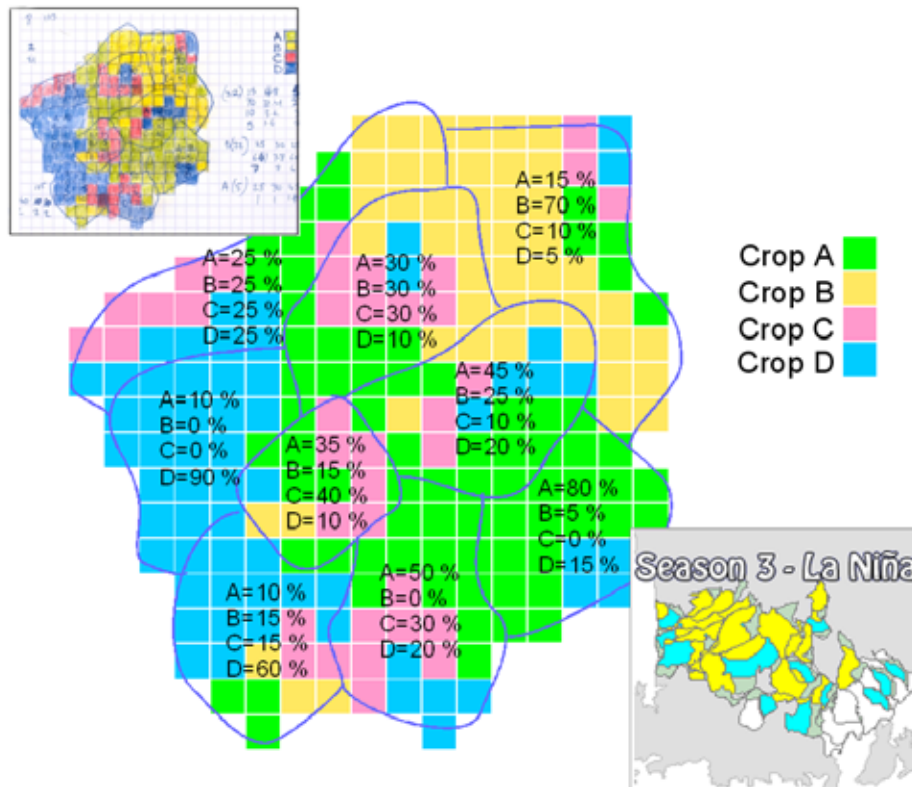 A
B
C
D
A=15 %
B=70 %
C=10 %
D=5 %
A=25 %
B=25 %
C=25 %
D=25 %
A=30 %
B=30 %
C=30 %
D=10 %
Crop A
Crop B
Crop C
Crop D
A=45 %
B=25 %
C=10 %
D=20 %
A=10 %
B=0 %
C=0 %
D=90 %
A=35 %
B=15 %
C=40 %
D=10 %
A=80 %
B=5 %
C=0 %
D=15 %
A=10 %
B=15 %
C=15 %
D=60 %
A=50 %
B=0 %
C=30 %
D=20 %
Season 3 - La Niña